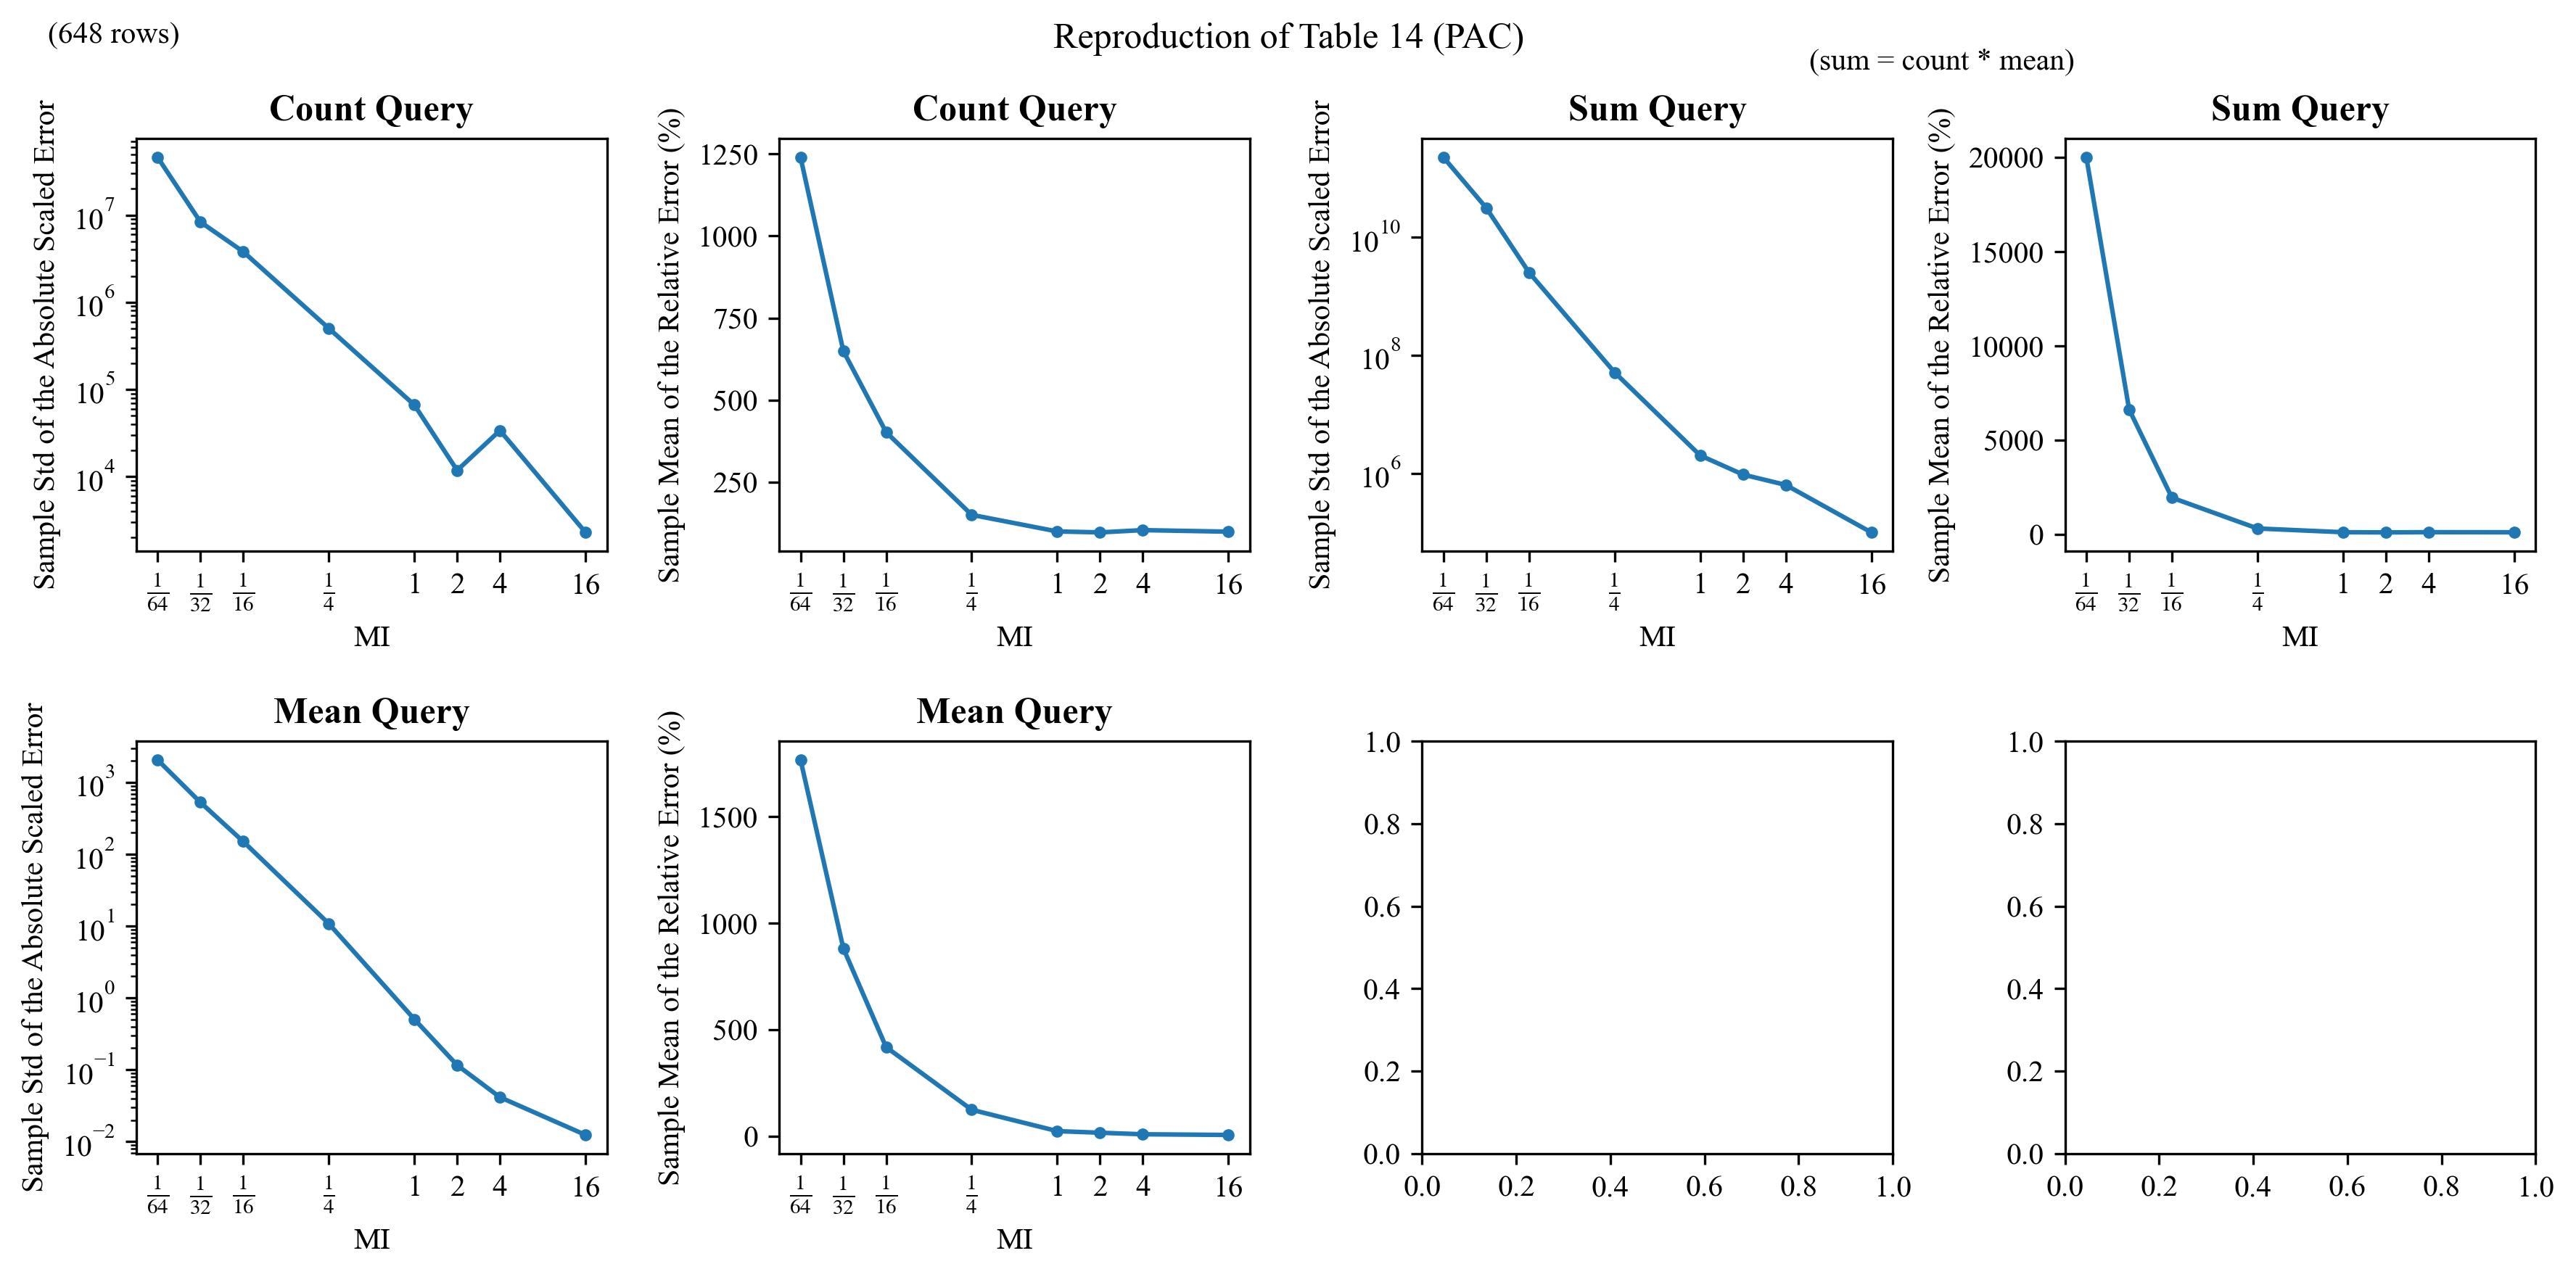 (648 rows)
Reproduction of Table 14 (PAC)
(sum = count * mean)
Count Query
Sample Std of the Absolute Scaled Error
10^7
10^6
10^5
10^4
1/64 1/32 1/16 1/4 1 2 4 16
MI
Count Query
Sample Mean of the Relative Error (%)
1250
1000
750
500
250
1/64 1/32 1/16 1/4 1 2 4 16
MI
Sum Query
Sample Std of the Absolute Scaled Error
10^10
10^8
10^6
1/64 1/32 1/16 1/4 1 2 4 16
MI
Sum Query
Sample Mean of the Relative Error (%)
20000
15000
10000
5000
0
1/64 1/32 1/16 1/4 1 2 4 16
MI
Mean Query
Sample Std of the Absolute Scaled Error
10^3
10^2
10^1
10^0
10^−1
10^−2
1/64 1/32 1/16 1/4 1 2 4 16
MI
Mean Query
Sample Mean of the Relative Error (%)
1500
1000
500
0
1/64 1/32 1/16 1/4 1 2 4 16
MI
1.0
0.8
0.6
0.4
0.2
0.0
0.0 0.2 0.4 0.6 0.8 1.0
1.0
0.8
0.6
0.4
0.2
0.0
0.0 0.2 0.4 0.6 0.8 1.0